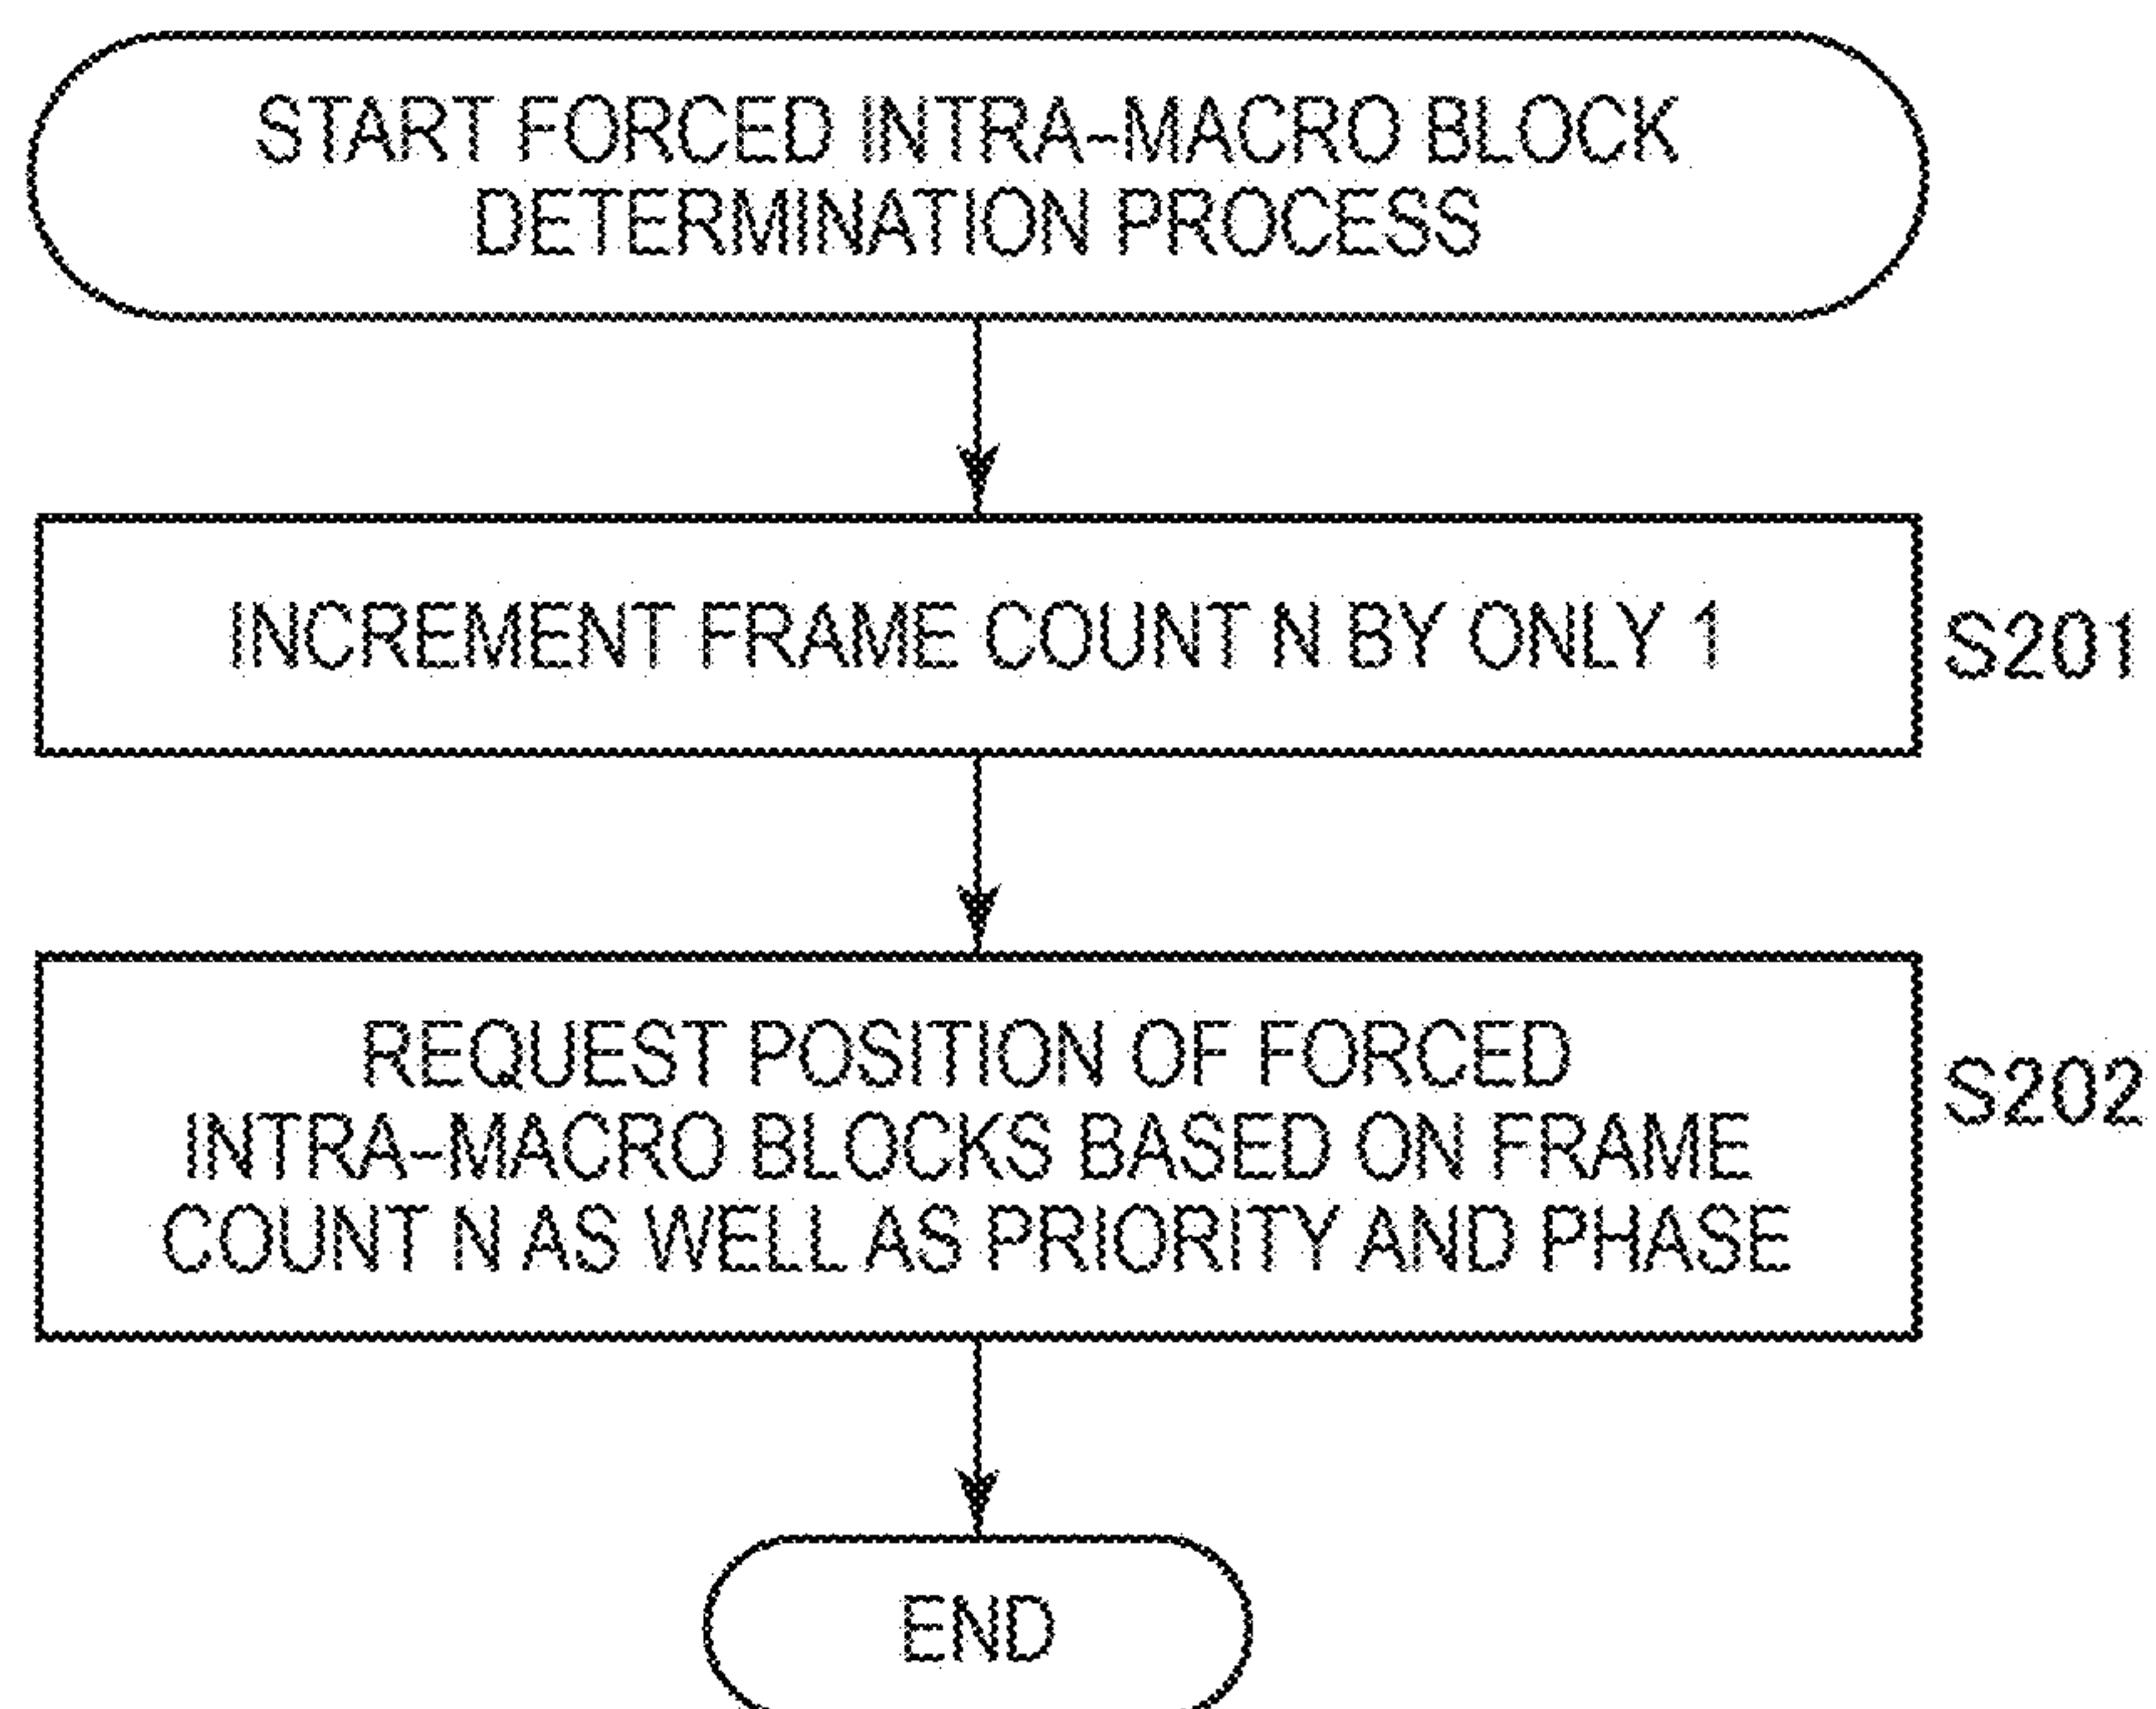 START FORCED INTRA-MACRO BLOCK
DETERMINATION PROCESS
INCREMENT FRAME COUNT N BY ONLY 1
S201
REQUEST POSITION OF FORCED
INTRA-MACRO BLOCKS BASED ON FRAME
COUNT N AS WELL AS PRIORITY AND PHASE
S202
END